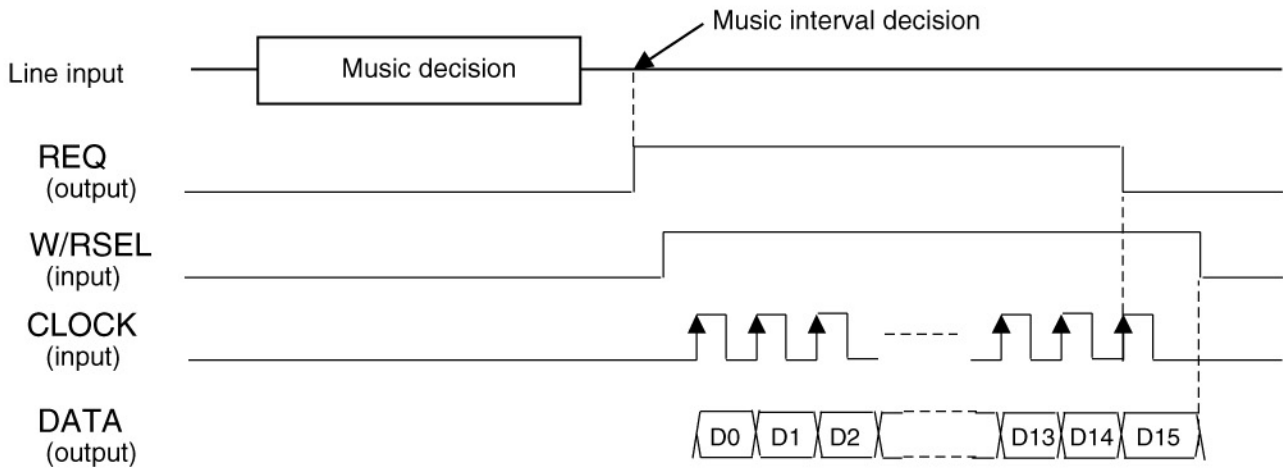 Music interval decision
Line input
Music decision
REQ
(output)
W/RSEL
(input)
CLOCK
(input)
DATA
(output)
D0 D1 D2 D13 D14 D15